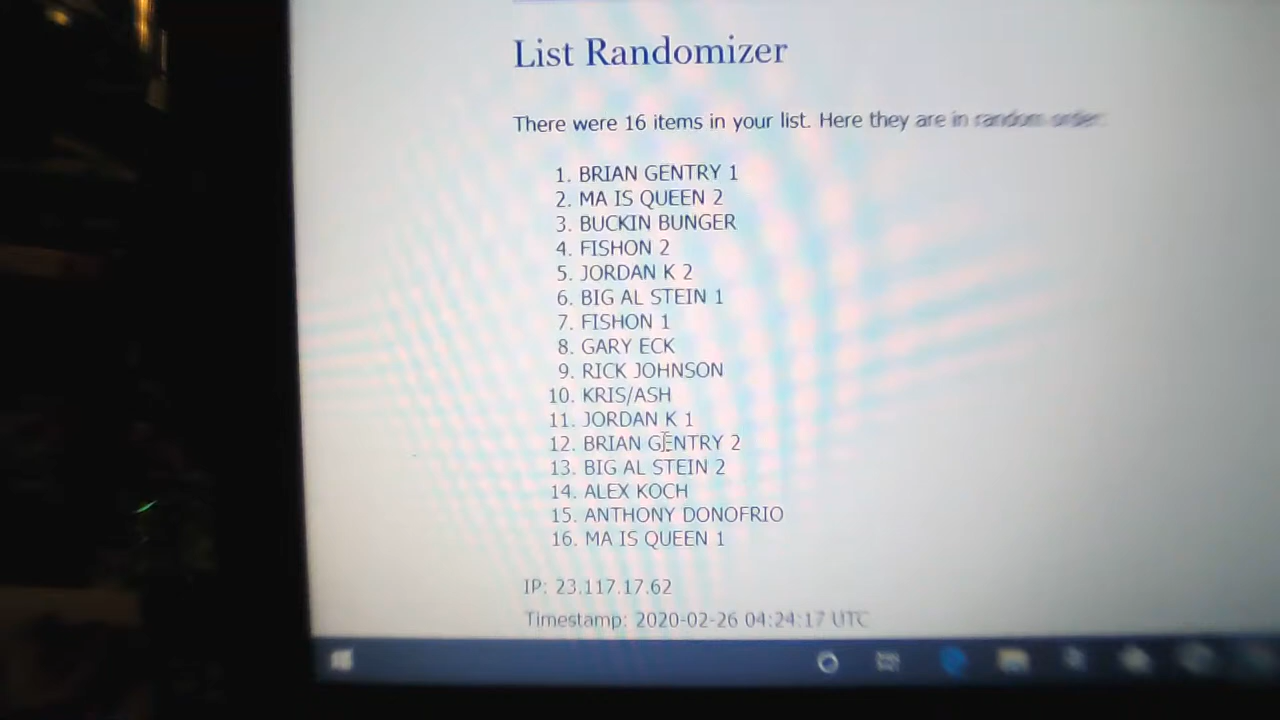 List Randomizer
There were 16 items in your list. Here they are in random order:
1. BRIAN GENTRY 1
2. MA IS QUEEN 2
3. BUCKIN BUNGER
4. FISHON 2
5. JORDAN K 2
6. BIG AL STEIN 1
7. FISHON 1
8. GARY ECK
9. RICK JOHNSON
10. KRIS/ASH
11. JORDAN K 1
12. BRIAN GENTRY 2
13. BIG AL STEIN 2
14. ALEX KOCH
15. ANTHONY DONOFRIO
16. MA IS QUEEN 1
IP: 23.117.17.62
Timestamp: 2020-02-26 04:24:17 UTC